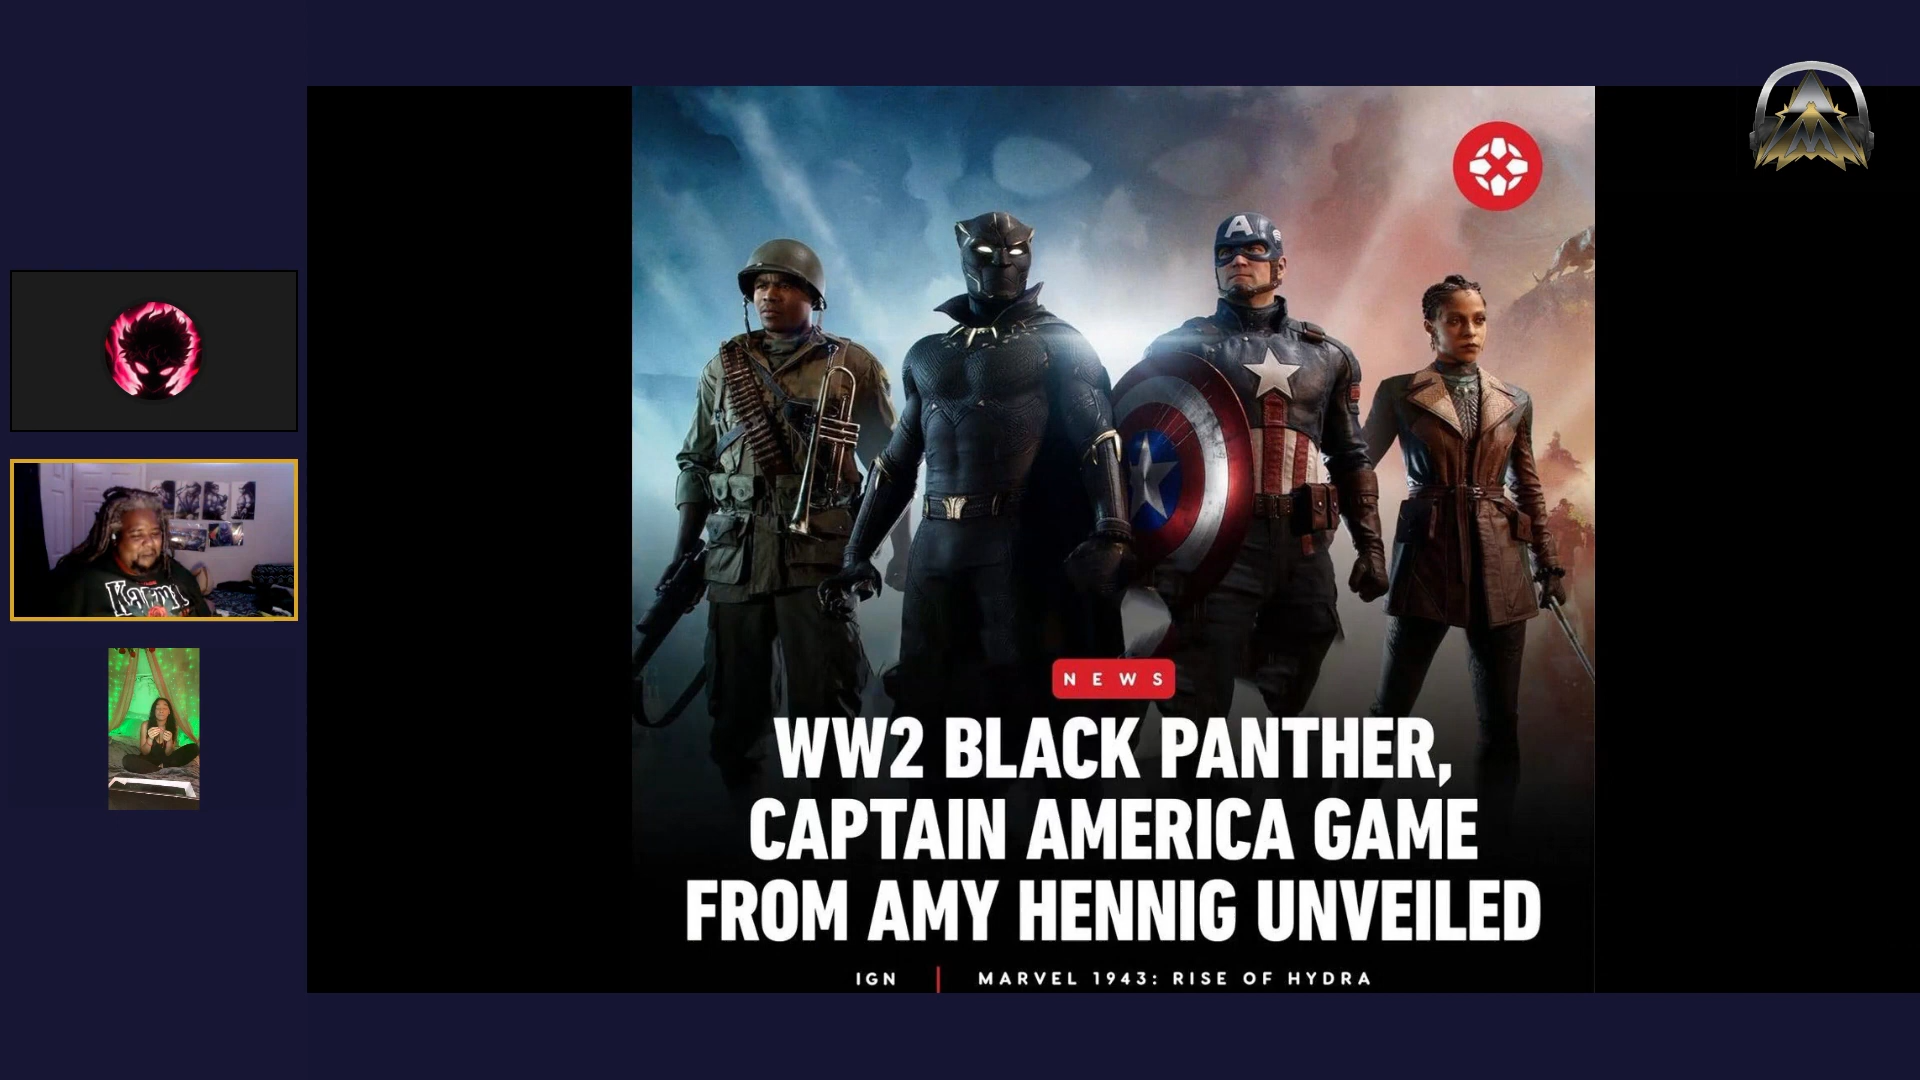 A
NEWS
WW2 BLACK PANTHER,
CAPTAIN AMERICA GAME
FROM AMY HENNIG UNVEILED
IGN | MARVEL 1943: RISE OF HYDRA